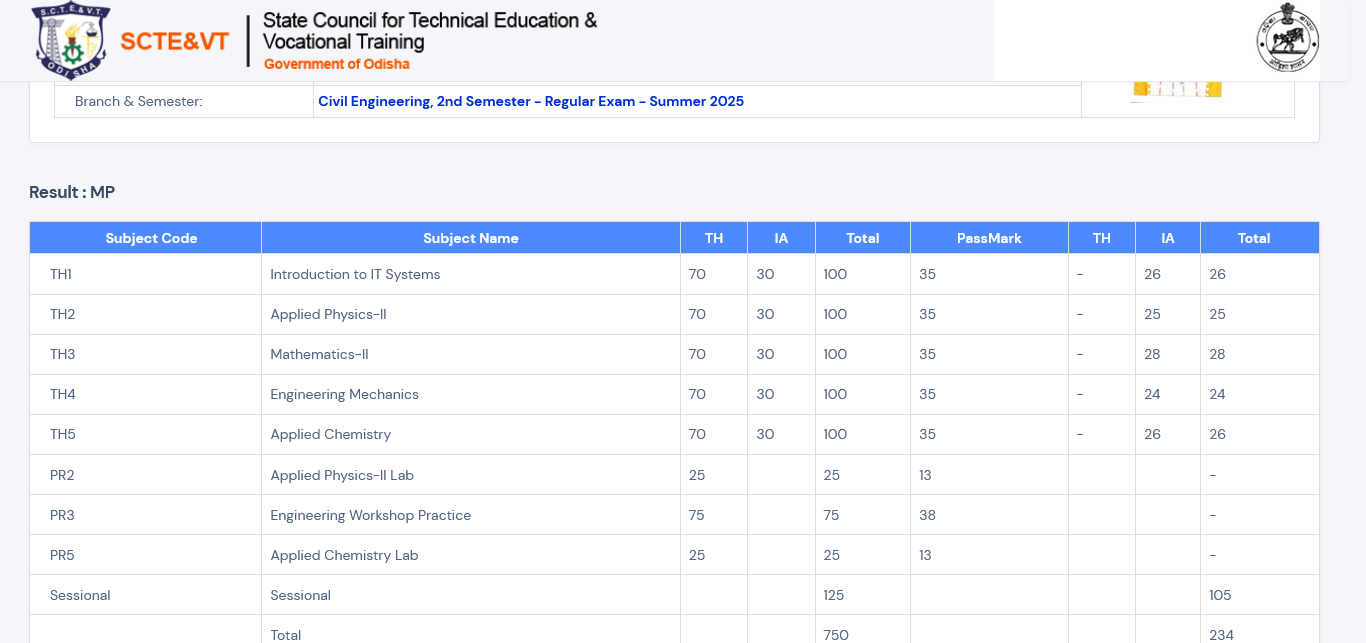 S.C.T.E.&V.T.
ODISHA
SCTE&VT
State Council for Technical Education &
Vocational Training
Government of Odisha
Branch & Semester: Civil Engineering, 2nd Semester - Regular Exam - Summer 2025
Result : MP
Subject Code Subject Name TH IA Total PassMark TH IA Total
TH1 Introduction to IT Systems 70 30 100 35 - 26 26
TH2 Applied Physics-II 70 30 100 35 - 25 25
TH3 Mathematics-II 70 30 100 35 - 28 28
TH4 Engineering Mechanics 70 30 100 35 - 24 24
TH5 Applied Chemistry 70 30 100 35 - 26 26
PR2 Applied Physics-II Lab 25 25 13 -
PR3 Engineering Workshop Practice 75 75 38 -
PR5 Applied Chemistry Lab 25 25 13 -
Sessional Sessional 125 105
Total 750 234